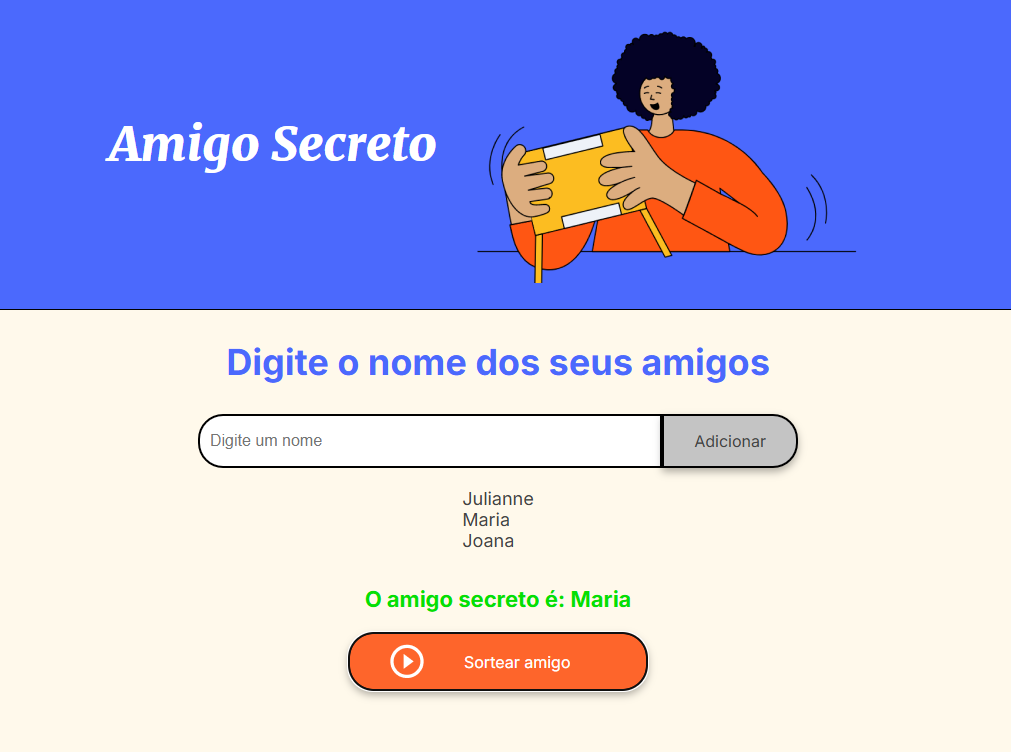 Amigo Secreto
Digite o nome dos seus amigos
Digite um nome
Adicionar
Julianne
Maria
Joana
O amigo secreto é: Maria
Sortear amigo